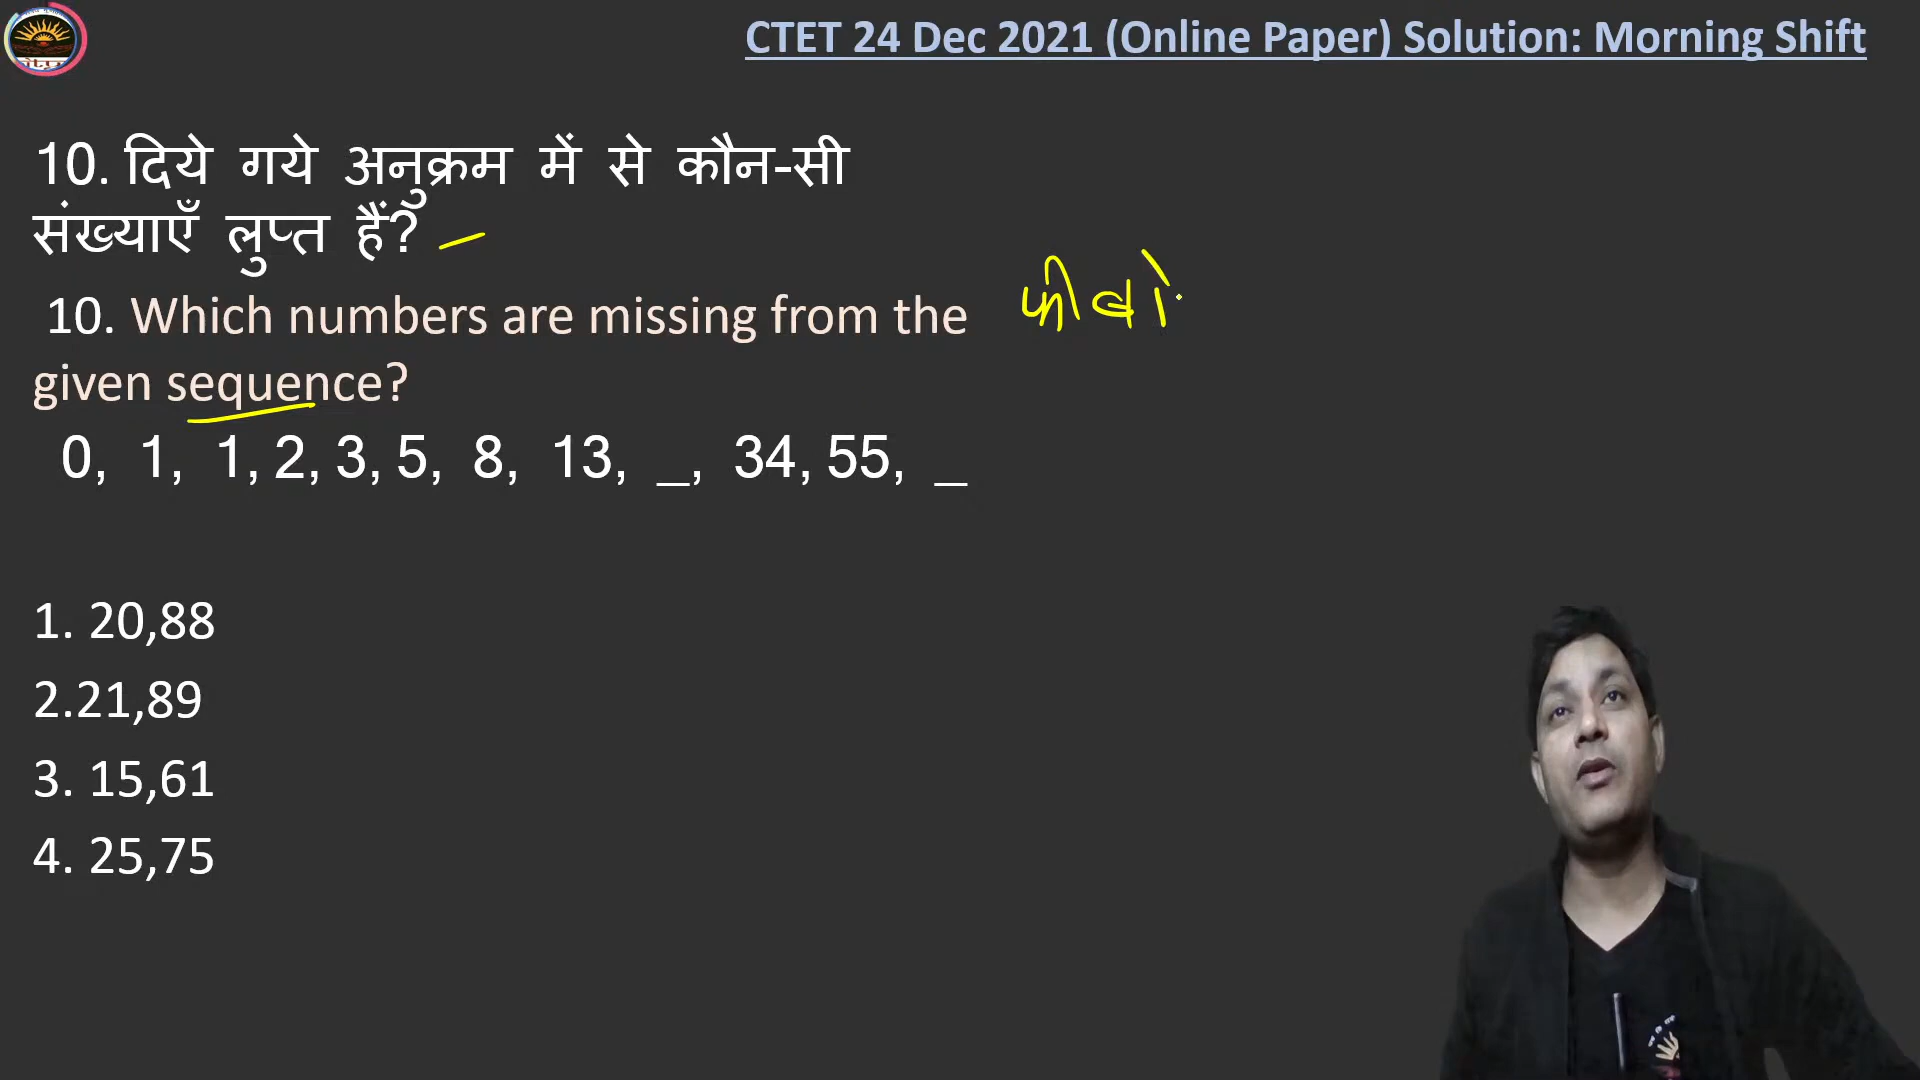 CTET 24 Dec 2021 (Online Paper) Solution: Morning Shift
10. दिये गये अनुक्रम में से कौन-सी
संख्याएँ लुप्त हैं?
10. Which numbers are missing from the
given sequence?
0, 1, 1, 2, 3, 5, 8, 13, _, 34, 55, _
1. 20,88
2.21,89
3. 15,61
4. 25,75